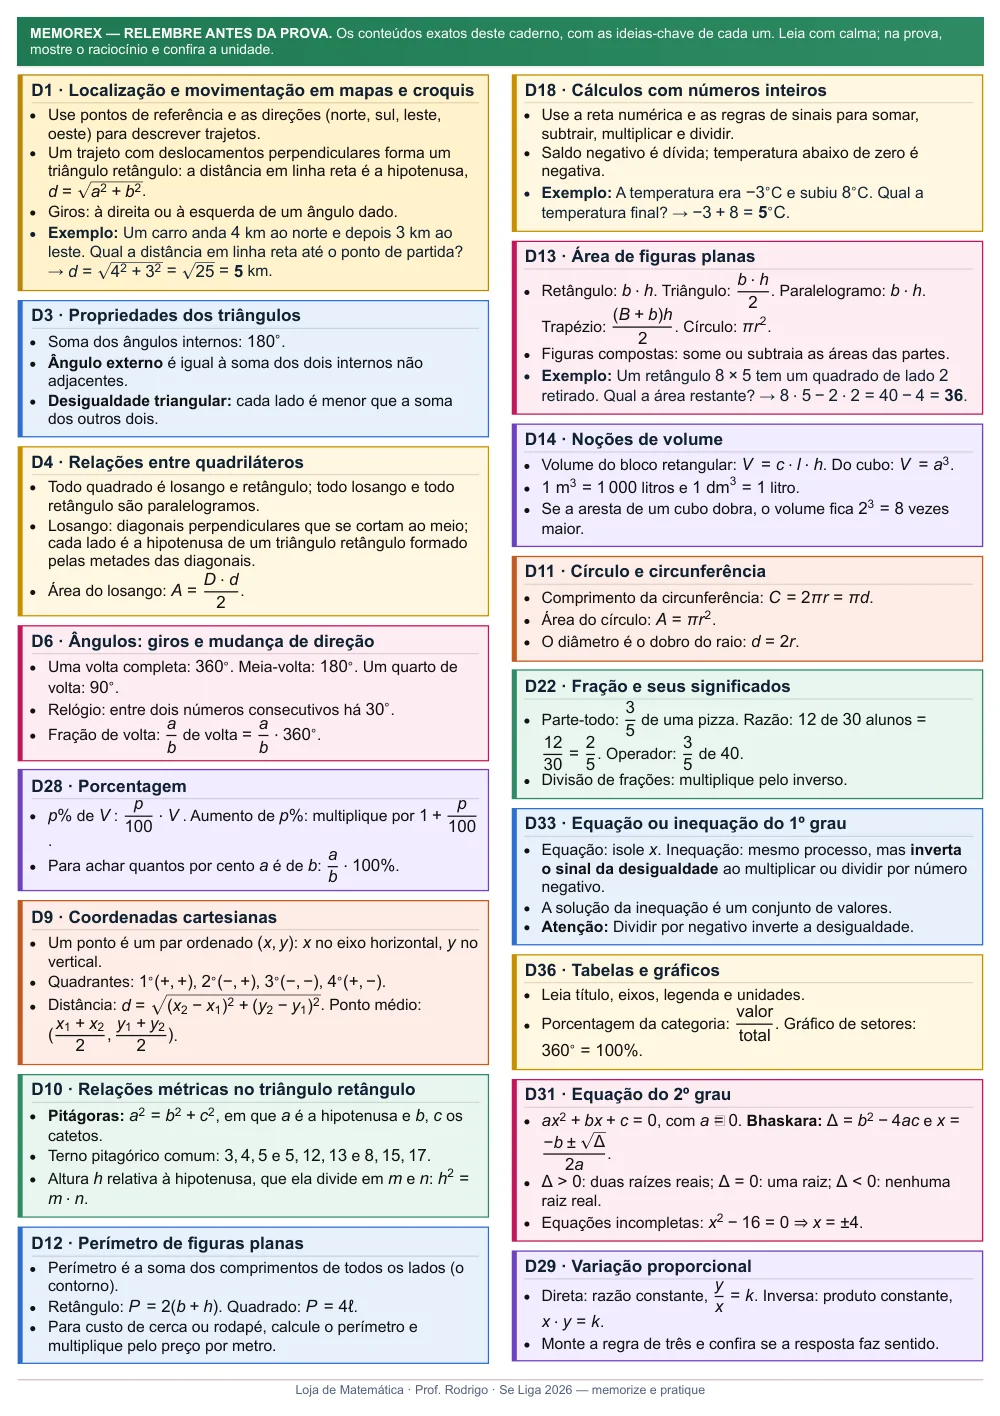 MEMOREX — RELEMBRE ANTES DA PROVA. Os conteúdos exatos deste caderno, com as ideias-chave de cada um. Leia com calma; na prova,
mostre o raciocínio e confira a unidade.
D1 · Localização e movimentação em mapas e croquis
• Use pontos de referência e as direções (norte, sul, leste,
oeste) para descrever trajetos.
• Um trajeto com deslocamentos perpendiculares forma um
triângulo retângulo: a distância em linha reta é a hipotenusa,
d = √(a² + b²).
• Giros: à direita ou à esquerda de um ângulo dado.
• Exemplo: Um carro anda 4 km ao norte e depois 3 km ao
leste. Qual a distância em linha reta até o ponto de partida?
→ d = √(4² + 3²) = √25 = 5 km.
D3 · Propriedades dos triângulos
• Soma dos ângulos internos: 180°.
• Ângulo externo é igual à soma dos dois internos não
adjacentes.
• Desigualdade triangular: cada lado é menor que a soma
dos outros dois.
D4 · Relações entre quadriláteros
• Todo quadrado é losango e retângulo; todo losango e todo
retângulo são paralelogramos.
• Losango: diagonais perpendiculares que se cortam ao meio;
cada lado é a hipotenusa de um triângulo retângulo formado
pelas metades das diagonais.
• Área do losango: A = (D · d)/2.
D6 · Ângulos: giros e mudança de direção
• Uma volta completa: 360°. Meia-volta: 180°. Um quarto de
volta: 90°.
• Relógio: entre dois números consecutivos há 30°.
• Fração de volta: a/b de volta = a/b · 360°.
D28 · Porcentagem
• p% de V : p/100 · V . Aumento de p%: multiplique por 1 + p/100
.
• Para achar quantos por cento a é de b: a/b · 100%.
D9 · Coordenadas cartesianas
• Um ponto é um par ordenado (x, y): x no eixo horizontal, y no
vertical.
• Quadrantes: 1°(+, +), 2°(−, +), 3°(−, −), 4°(+, −).
• Distância: d = √((x₂ − x₁)² + (y₂ − y₁)²). Ponto médio:
((x₁ + x₂)/2, (y₁ + y₂)/2).
D10 · Relações métricas no triângulo retângulo
• Pitágoras: a² = b² + c², em que a é a hipotenusa e b, c os
catetos.
• Terno pitagórico comum: 3, 4, 5 e 5, 12, 13 e 8, 15, 17.
• Altura h relativa à hipotenusa, que ela divide em m e n: h² =
m · n.
D12 · Perímetro de figuras planas
• Perímetro é a soma dos comprimentos de todos os lados (o
contorno).
• Retângulo: P = 2(b + h). Quadrado: P = 4ℓ.
• Para custo de cerca ou rodapé, calcule o perímetro e
multiplique pelo preço por metro.
D18 · Cálculos com números inteiros
• Use a reta numérica e as regras de sinais para somar,
subtrair, multiplicar e dividir.
• Saldo negativo é dívida; temperatura abaixo de zero é
negativa.
• Exemplo: A temperatura era −3°C e subiu 8°C. Qual a
temperatura final? → −3 + 8 = 5°C.
D13 · Área de figuras planas
• Retângulo: b · h. Triângulo: (b · h)/2. Paralelogramo: b · h.
Trapézio: (B + b)h/2. Círculo: πr².
• Figuras compostas: some ou subtraia as áreas das partes.
• Exemplo: Um retângulo 8 × 5 tem um quadrado de lado 2
retirado. Qual a área restante? → 8 · 5 − 2 · 2 = 40 − 4 = 36.
D14 · Noções de volume
• Volume do bloco retangular: V = c · l · h. Do cubo: V = a³.
• 1 m³ = 1 000 litros e 1 dm³ = 1 litro.
• Se a aresta de um cubo dobra, o volume fica 2³ = 8 vezes
maior.
D11 · Círculo e circunferência
• Comprimento da circunferência: C = 2πr = πd.
• Área do círculo: A = πr².
• O diâmetro é o dobro do raio: d = 2r.
D22 · Fração e seus significados
• Parte-todo: 3/5 de uma pizza. Razão: 12 de 30 alunos =
12/30 = 2/5. Operador: 3/5 de 40.
• Divisão de frações: multiplique pelo inverso.
D33 · Equação ou inequação do 1º grau
• Equação: isole x. Inequação: mesmo processo, mas inverta
o sinal da desigualdade ao multiplicar ou dividir por número
negativo.
• A solução da inequação é um conjunto de valores.
• Atenção: Dividir por negativo inverte a desigualdade.
D36 · Tabelas e gráficos
• Leia título, eixos, legenda e unidades.
• Porcentagem da categoria: valor/total. Gráfico de setores:
360° = 100%.
D31 · Equação do 2º grau
• ax² + bx + c = 0, com a 0. Bhaskara: Δ = b² − 4ac e x =
(−b ± √Δ)/2a.
• Δ > 0: duas raízes reais; Δ = 0: uma raiz; Δ < 0: nenhuma
raiz real.
• Equações incompletas: x² − 16 = 0 ⇒ x = ±4.
D29 · Variação proporcional
• Direta: razão constante, y/x = k. Inversa: produto constante,
x · y = k.
• Monte a regra de três e confira se a resposta faz sentido.
Loja de Matemática · Prof. Rodrigo · Se Liga 2026 — memorize e pratique